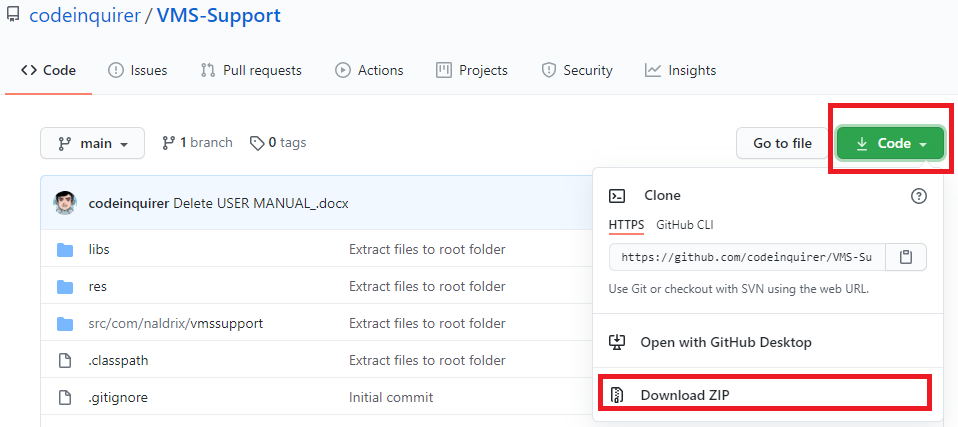 codeinquirer / VMS-Support
Code Issues Pull requests Actions Projects Security Insights
main 1 branch 0 tags Go to file Code
codeinquirer Delete USER MANUAL_.docx
libs Extract files to root folder
res Extract files to root folder
src/com/naldrix/vmssupport Extract files to root folder
.classpath Extract files to root folder
.gitignore Initial commit
Clone
HTTPS GitHub CLI
https://github.com/codeinquirer/VMS-Su
Use Git or checkout with SVN using the web URL.
Open with GitHub Desktop
Download ZIP